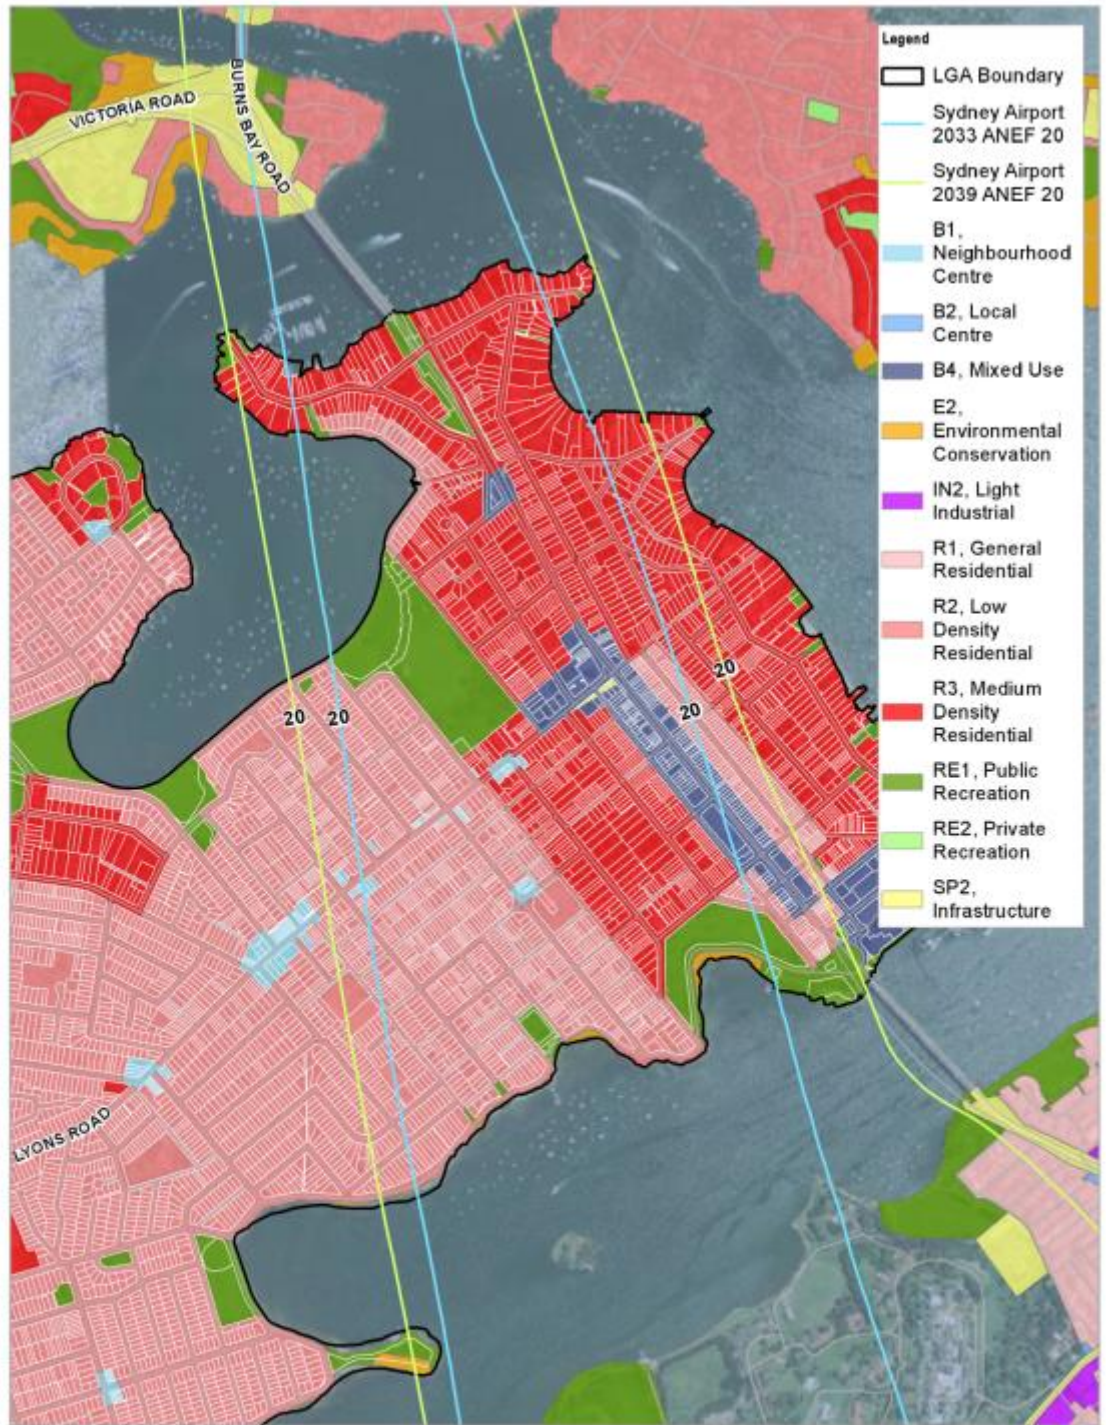 VICTORIA ROAD
BURNS BAY ROAD
20
20
20
20
LYONS ROAD
Legend
LGA Boundary
Sydney Airport
2033 ANEF 20
Sydney Airport
2039 ANEF 20
B1,
Neighbourhood
Centre
B2, Local
Centre
B4, Mixed Use
E2,
Environmental
Conservation
IN2, Light
Industrial
R1, General
Residential
R2, Low
Density
Residential
R3, Medium
Density
Residential
RE1, Public
Recreation
RE2, Private
Recreation
SP2,
Infrastructure